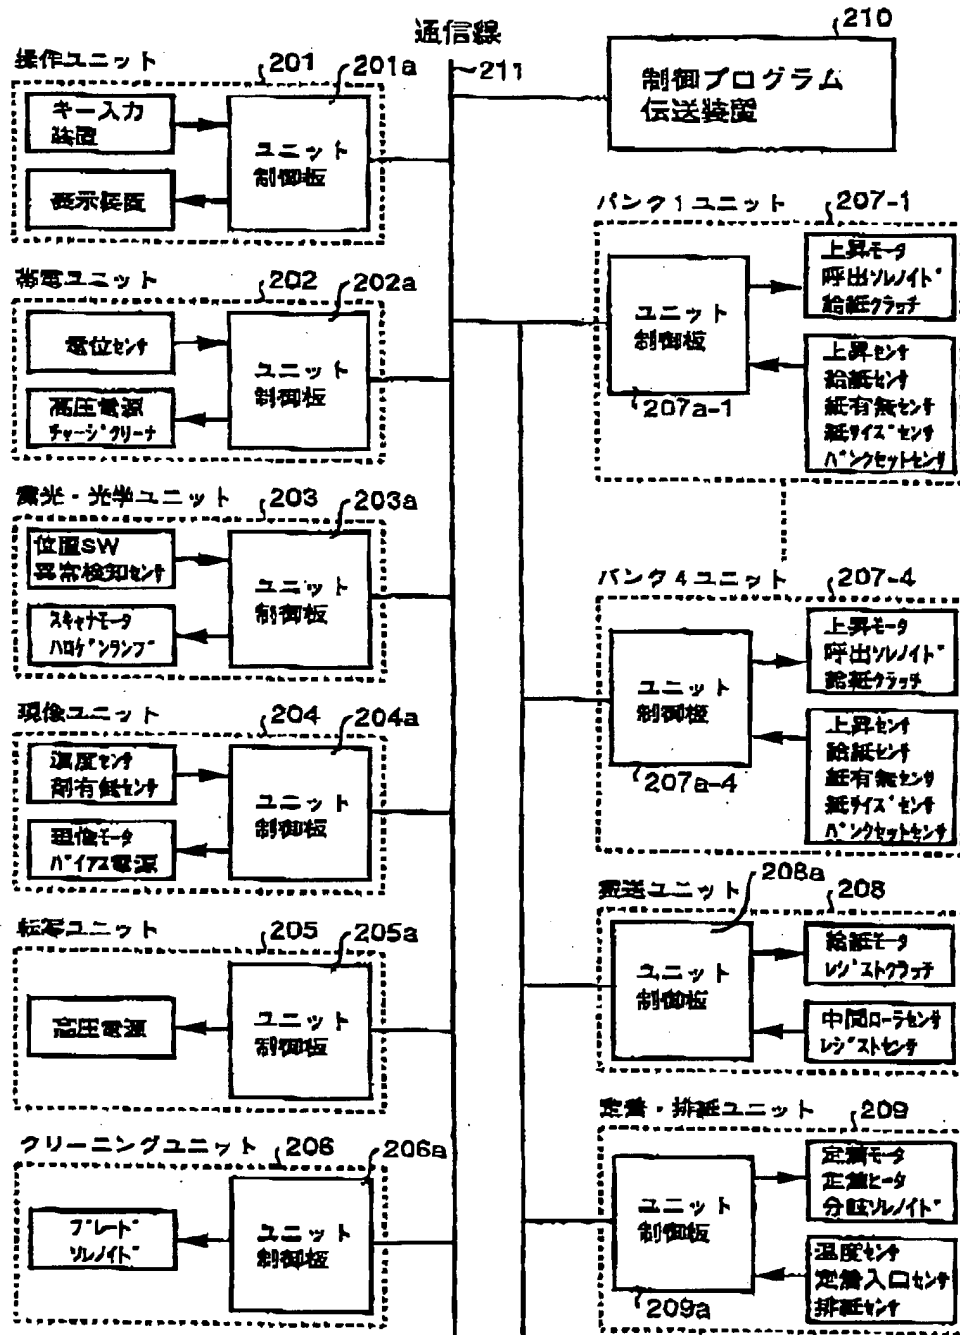 通信線
211
210
制御プログラム
伝送装置
操作ユニット
201
201a
キー入力
装置
表示装置
ユニット
制御板
帯電ユニット
202
202a
電位センサ
高圧電源
チャージクリーナ
ユニット
制御板
露光・光学ユニット
203
203a
位置SW
異常検知センサ
スキャナモータ
ハロゲンランプ
ユニット
制御板
現像ユニット
204
204a
温度センサ
剤有無センサ
現像モータ
バイアス電源
ユニット
制御板
転写ユニット
205
205a
高圧電源
ユニット
制御板
クリーニングユニット
206
206a
ブレード
ソレノイド
ユニット
制御板
バンク1ユニット
207-1
ユニット
制御板
207a-1
上昇モータ
呼出ソレノイド
給紙クラッチ
上昇センサ
給紙センサ
紙有無センサ
紙サイズセンサ
バンクセットセンサ
バンク4ユニット
207-4
ユニット
制御板
207a-4
上昇モータ
呼出ソレノイド
給紙クラッチ
上昇センサ
給紙センサ
紙有無センサ
紙サイズセンサ
バンクセットセンサ
搬送ユニット
208a
208
ユニット
制御板
給紙モータ
レジストクラッチ
中間ローラセンサ
レジストセンサ
定着・排紙ユニット
209
ユニット
制御板
209a
定着モータ
定着ヒータ
分離ソレノイド
温度センサ
定着入口センサ
排紙センサ